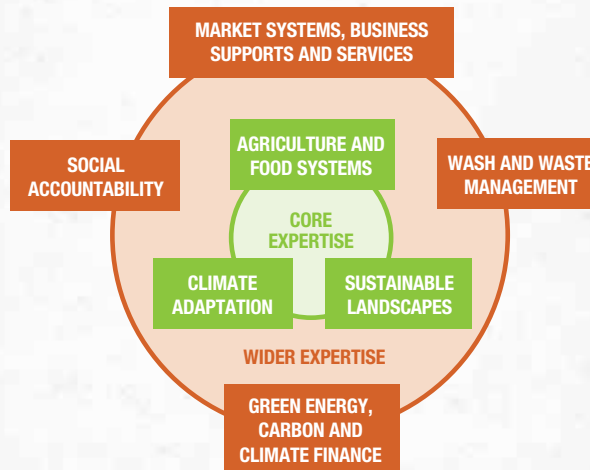 MARKET SYSTEMS, BUSINESS
SUPPORTS AND SERVICES
AGRICULTURE AND
FOOD SYSTEMS
SOCIAL
ACCOUNTABILITY
WASH AND WASTE
MANAGEMENT
CORE
EXPERTISE
CLIMATE
ADAPTATION
SUSTAINABLE
LANDSCAPES
WIDER EXPERTISE
GREEN ENERGY,
CARBON AND
CLIMATE FINANCE